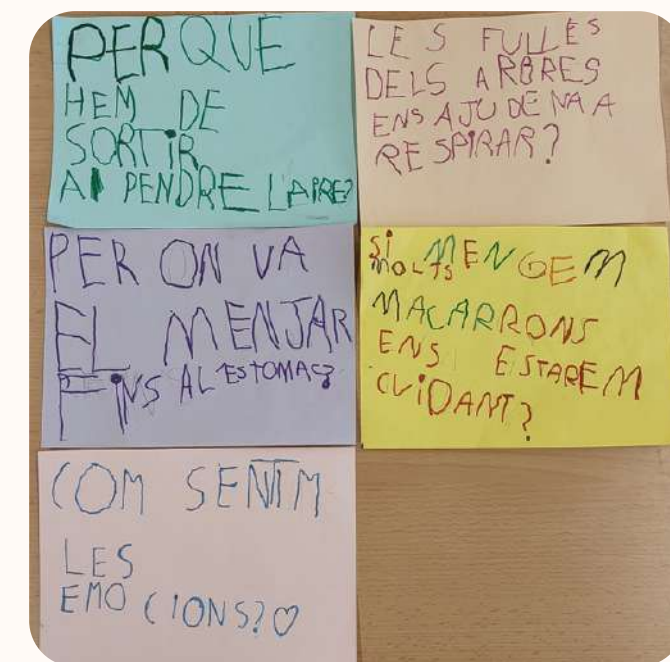 PERQUE
HEM DE
SORTIR
A PENDRE L'AIRE?
LES FULLES
DELS ARBRES
ENS AJUDEN A A
RESPIRAR?
PER ON VA
EL MENJAR
FINS AL ESTOMAC?
SI MENGEM
MOLTS
MACARRONS
ENS ESTAREM
CUIDANT?
COM SENTIM
LES
EMOCIONS?♡